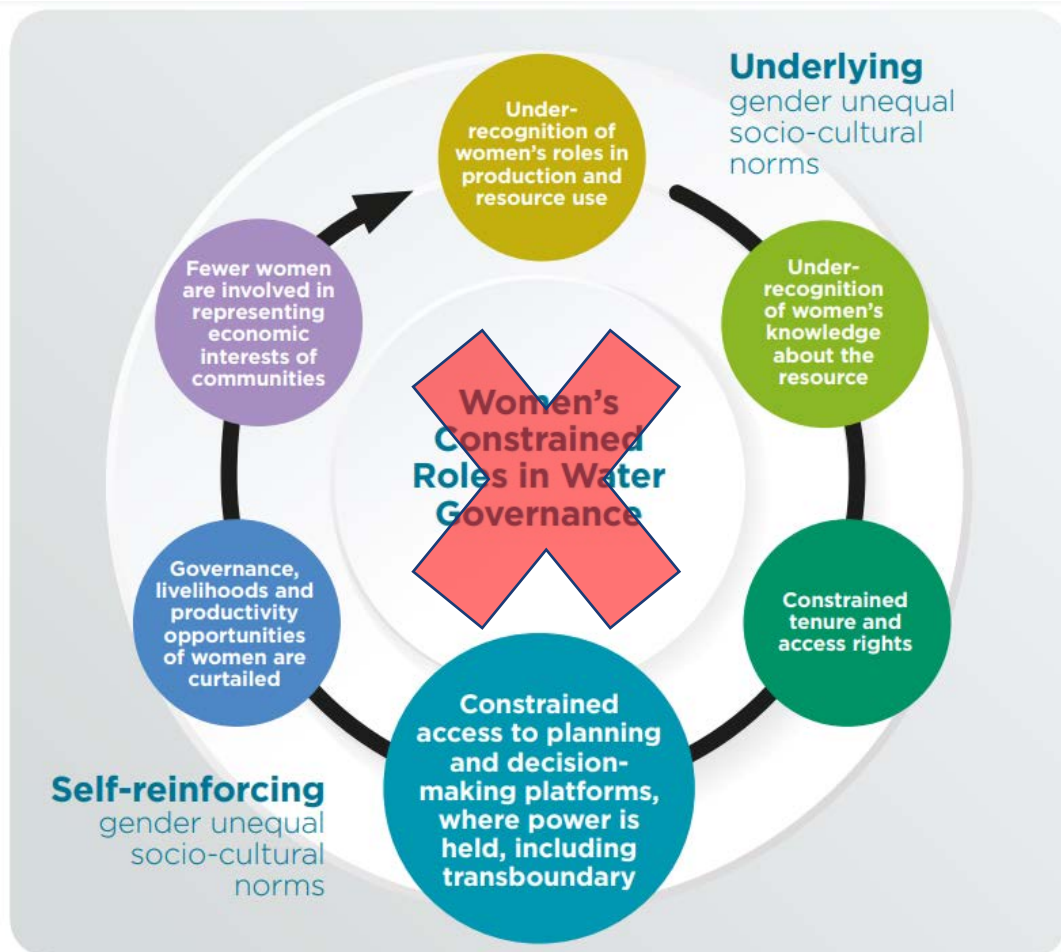 Underlying
gender unequal
socio-cultural
norms
Under-
recognition of
women's roles in
production and
resource use
Under-
recognition
of women's
knowledge
about the
resource
Constrained
tenure and
access rights
Constrained
access to planning
and decision-
making platforms,
where power is
held, including
transboundary
Governance,
livelihoods and
productivity
opportunities
of women are
curtailed
Fewer women
are involved in
representing
economic
interests of
communities
Women's
Constrained
Roles in Water
Governance
Self-reinforcing
gender unequal
socio-cultural
norms